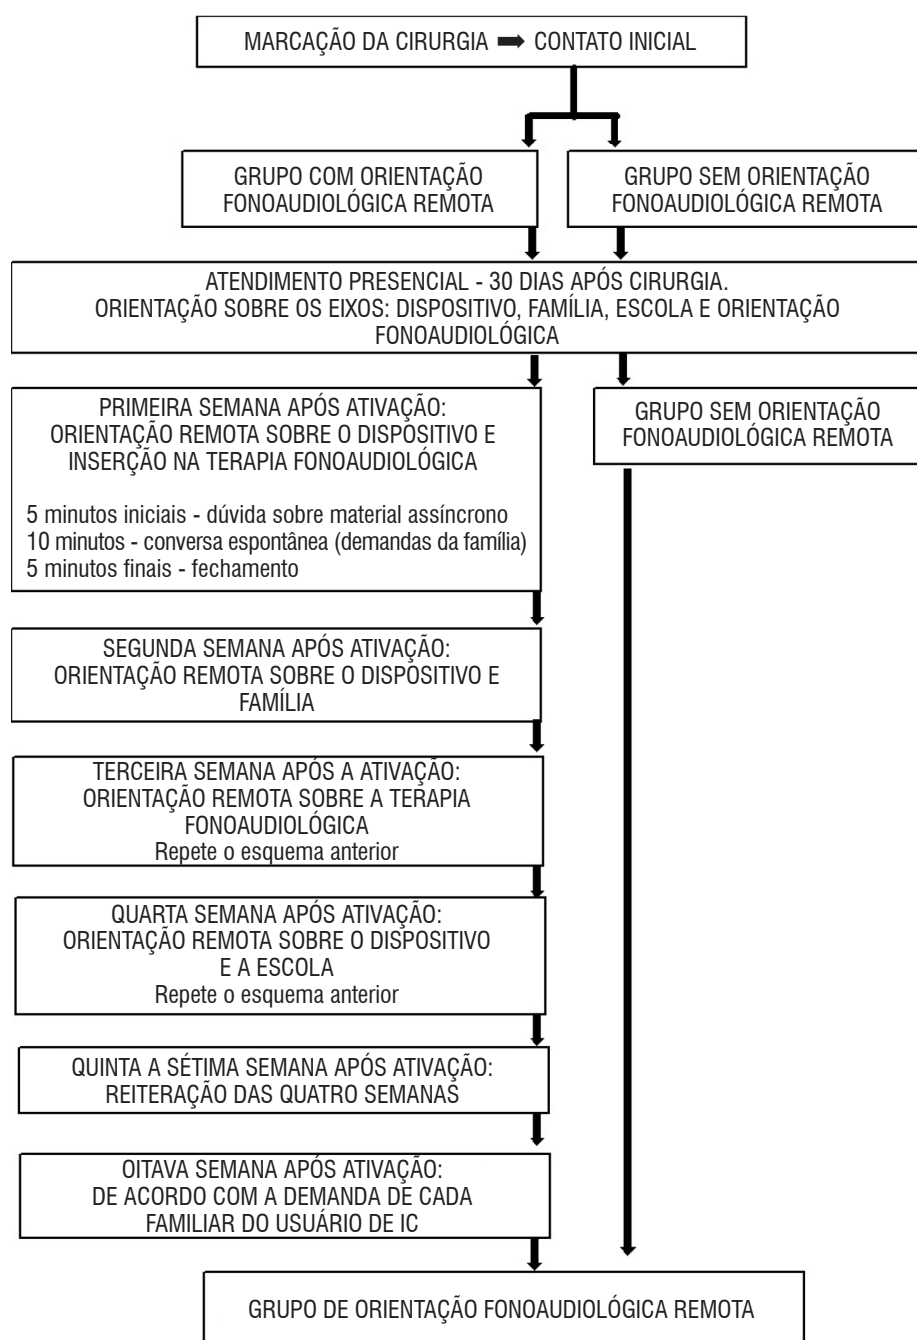 MARCAÇÃO DA CIRURGIA ➡ CONTATO INICIAL
GRUPO COM ORIENTAÇÃO
FONOAUDIOLÓGICA REMOTA
GRUPO SEM ORIENTAÇÃO
FONOAUDIOLÓGICA REMOTA
ATENDIMENTO PRESENCIAL - 30 DIAS APÓS CIRURGIA.
ORIENTAÇÃO SOBRE OS EIXOS: DISPOSITIVO, FAMÍLIA, ESCOLA E ORIENTAÇÃO
FONOAUDIOLÓGICA
PRIMEIRA SEMANA APÓS ATIVAÇÃO:
ORIENTAÇÃO REMOTA SOBRE O DISPOSITIVO E
INSERÇÃO NA TERAPIA FONOAUDIOLÓGICA
5 minutos iniciais - dúvida sobre material assíncrono
10 minutos - conversa espontânea (demandas da família)
5 minutos finais - fechamento
GRUPO SEM ORIENTAÇÃO
FONOAUDIOLÓGICA REMOTA
SEGUNDA SEMANA APÓS ATIVAÇÃO:
ORIENTAÇÃO REMOTA SOBRE O DISPOSITIVO E
FAMÍLIA
TERCEIRA SEMANA APÓS A ATIVAÇÃO:
ORIENTAÇÃO REMOTA SOBRE A TERAPIA
FONOAUDIOLÓGICA
Repete o esquema anterior
QUARTA SEMANA APÓS ATIVAÇÃO:
ORIENTAÇÃO REMOTA SOBRE O DISPOSITIVO
E A ESCOLA
Repete o esquema anterior
QUINTA A SÉTIMA SEMANA APÓS ATIVAÇÃO:
REITERAÇÃO DAS QUATRO SEMANAS
OITAVA SEMANA APÓS ATIVAÇÃO:
DE ACORDO COM A DEMANDA DE CADA
FAMILIAR DO USUÁRIO DE IC
GRUPO DE ORIENTAÇÃO FONOAUDIOLÓGICA REMOTA